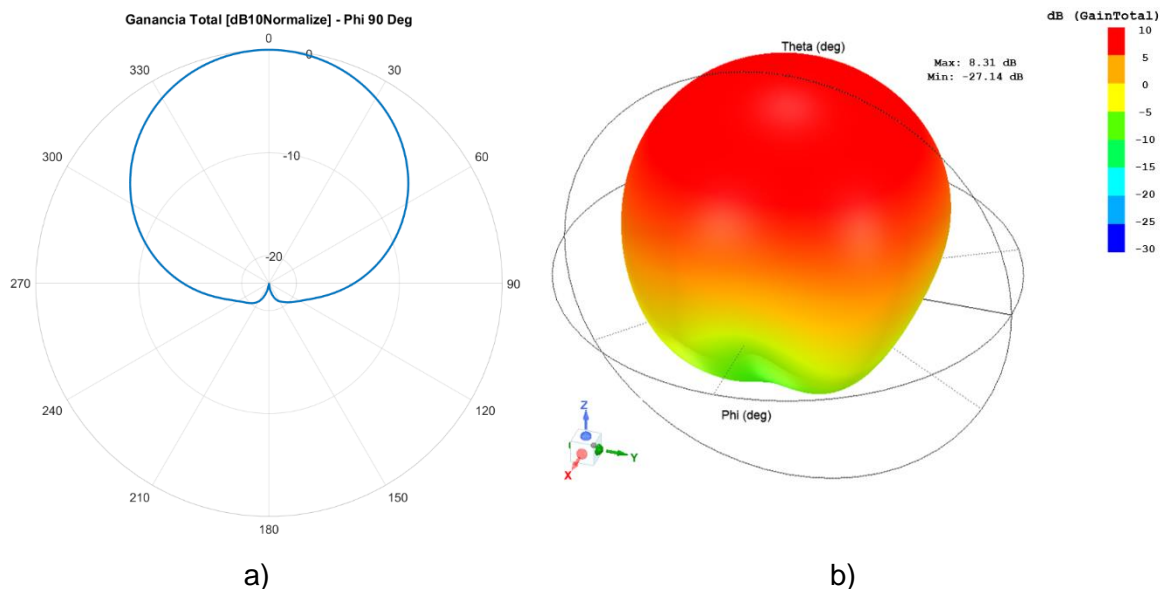 Ganancia Total [dB10Normalize] - Phi 90 Deg
0
0
330
30
-10
300
60
-20
270
90
240
120
210
150
180
a)
dB (GainTotal)
10
5
0
-5
-10
-15
-20
-25
-30
Theta (deg)
Max: 8.31 dB
Min: -27.14 dB
Phi (deg)
Z
Y
X
b)